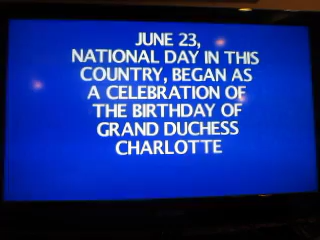 JUNE 23,
NATIONAL DAY IN THIS
COUNTRY, BEGAN AS
A CELEBRATION OF
THE BIRTHDAY OF
GRAND DUCHESS
CHARLOTTE